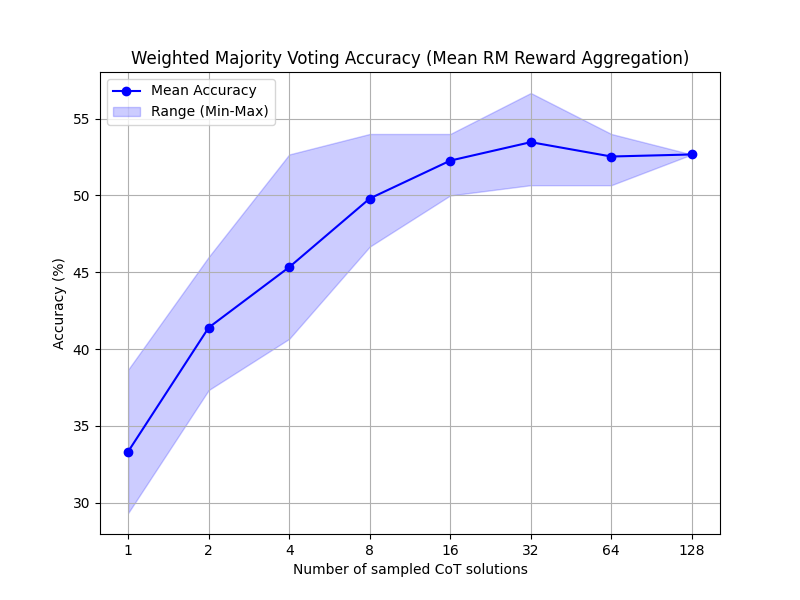 Weighted Majority Voting Accuracy (Mean RM Reward Aggregation)
Mean Accuracy
Range (Min-Max)
Accuracy (%)
55
50
45
40
35
30
1 2 4 8 16 32 64 128
Number of sampled CoT solutions